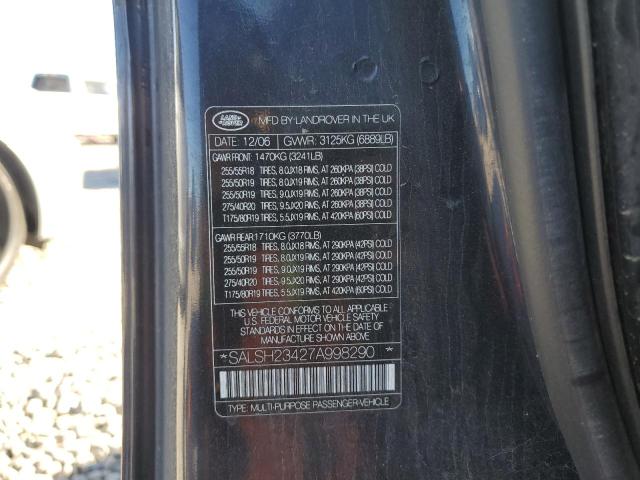 LAND-
ROVER
MFD BY LANDROVER IN THE UK
DATE: 12/06 GVWR: 3125KG (6889LB)
GAWR FRONT: 1470KG (3241LB)
255/55R18 TIRES, 8.0JX18 RIMS, AT 260KPA (38PSI) COLD
255/50R19 TIRES, 8.0JX19 RIMS, AT 260KPA (38PSI) COLD
255/50R19 TIRES, 9.0JX19 RIMS, AT 260KPA (38PSI) COLD
275/40R20 TIRES, 9.5JX20 RIMS, AT 260KPA (38PSI) COLD
T175/80R19 TIRES, 5.5JX19 RIMS, AT 420KPA (60PSI) COLD
GAWR REAR 1710KG (3770LB)
255/55R18 TIRES, 8.0JX18 RIMS, AT 290KPA (42PSI) COLD
255/50R19 TIRES, 8.0JX19 RIMS, AT 290KPA (42PSI) COLD
255/50R19 TIRES, 9.0JX19 RIMS, AT 290KPA (42PSI) COLD
275/40R20 TIRES, 9.5JX20 RIMS, AT 290KPA (42PSI) COLD
T175/80R19 TIRES, 5.5JX19 RIMS, AT 420KPA (60PSI) COLD
THIS VEHICLE CONFORMS TO ALL APPLICABLE
U.S. FEDERAL MOTOR VEHICLE SAFETY
STANDARDS IN EFFECT ON THE DATE OF
MANUFACTURE SHOWN ABOVE
*SALSH23427A998290 *
TYPE: MULTI-PURPOSE PASSENGER-VEHICLE